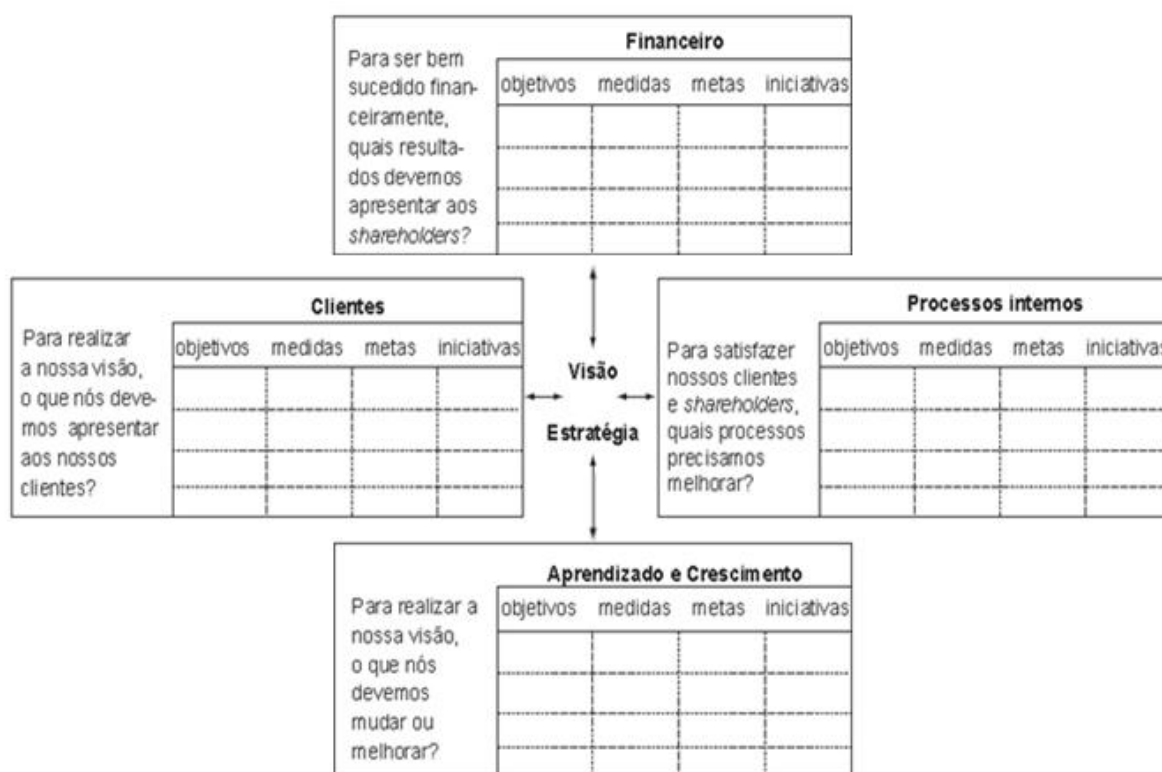 Financeiro
Para ser bem
sucedido finan-
ceiramente,
quais resulta-
dos devemos
apresentar aos
shareholders?
objetivos medidas metas iniciativas
Clientes
Para realizar
a nossa visão,
o que nós deve-
mos apresentar
aos nossos
clientes?
objetivos medidas metas iniciativas
Visão
Estratégia
Processos internos
Para satisfazer
nossos clientes
e shareholders,
quais processos
precisamos
melhorar?
objetivos medidas metas iniciativas
Aprendizado e Crescimento
Para realizar a
nossa visão,
o que nós
devemos
mudar ou
melhorar?
objetivos medidas metas iniciativas